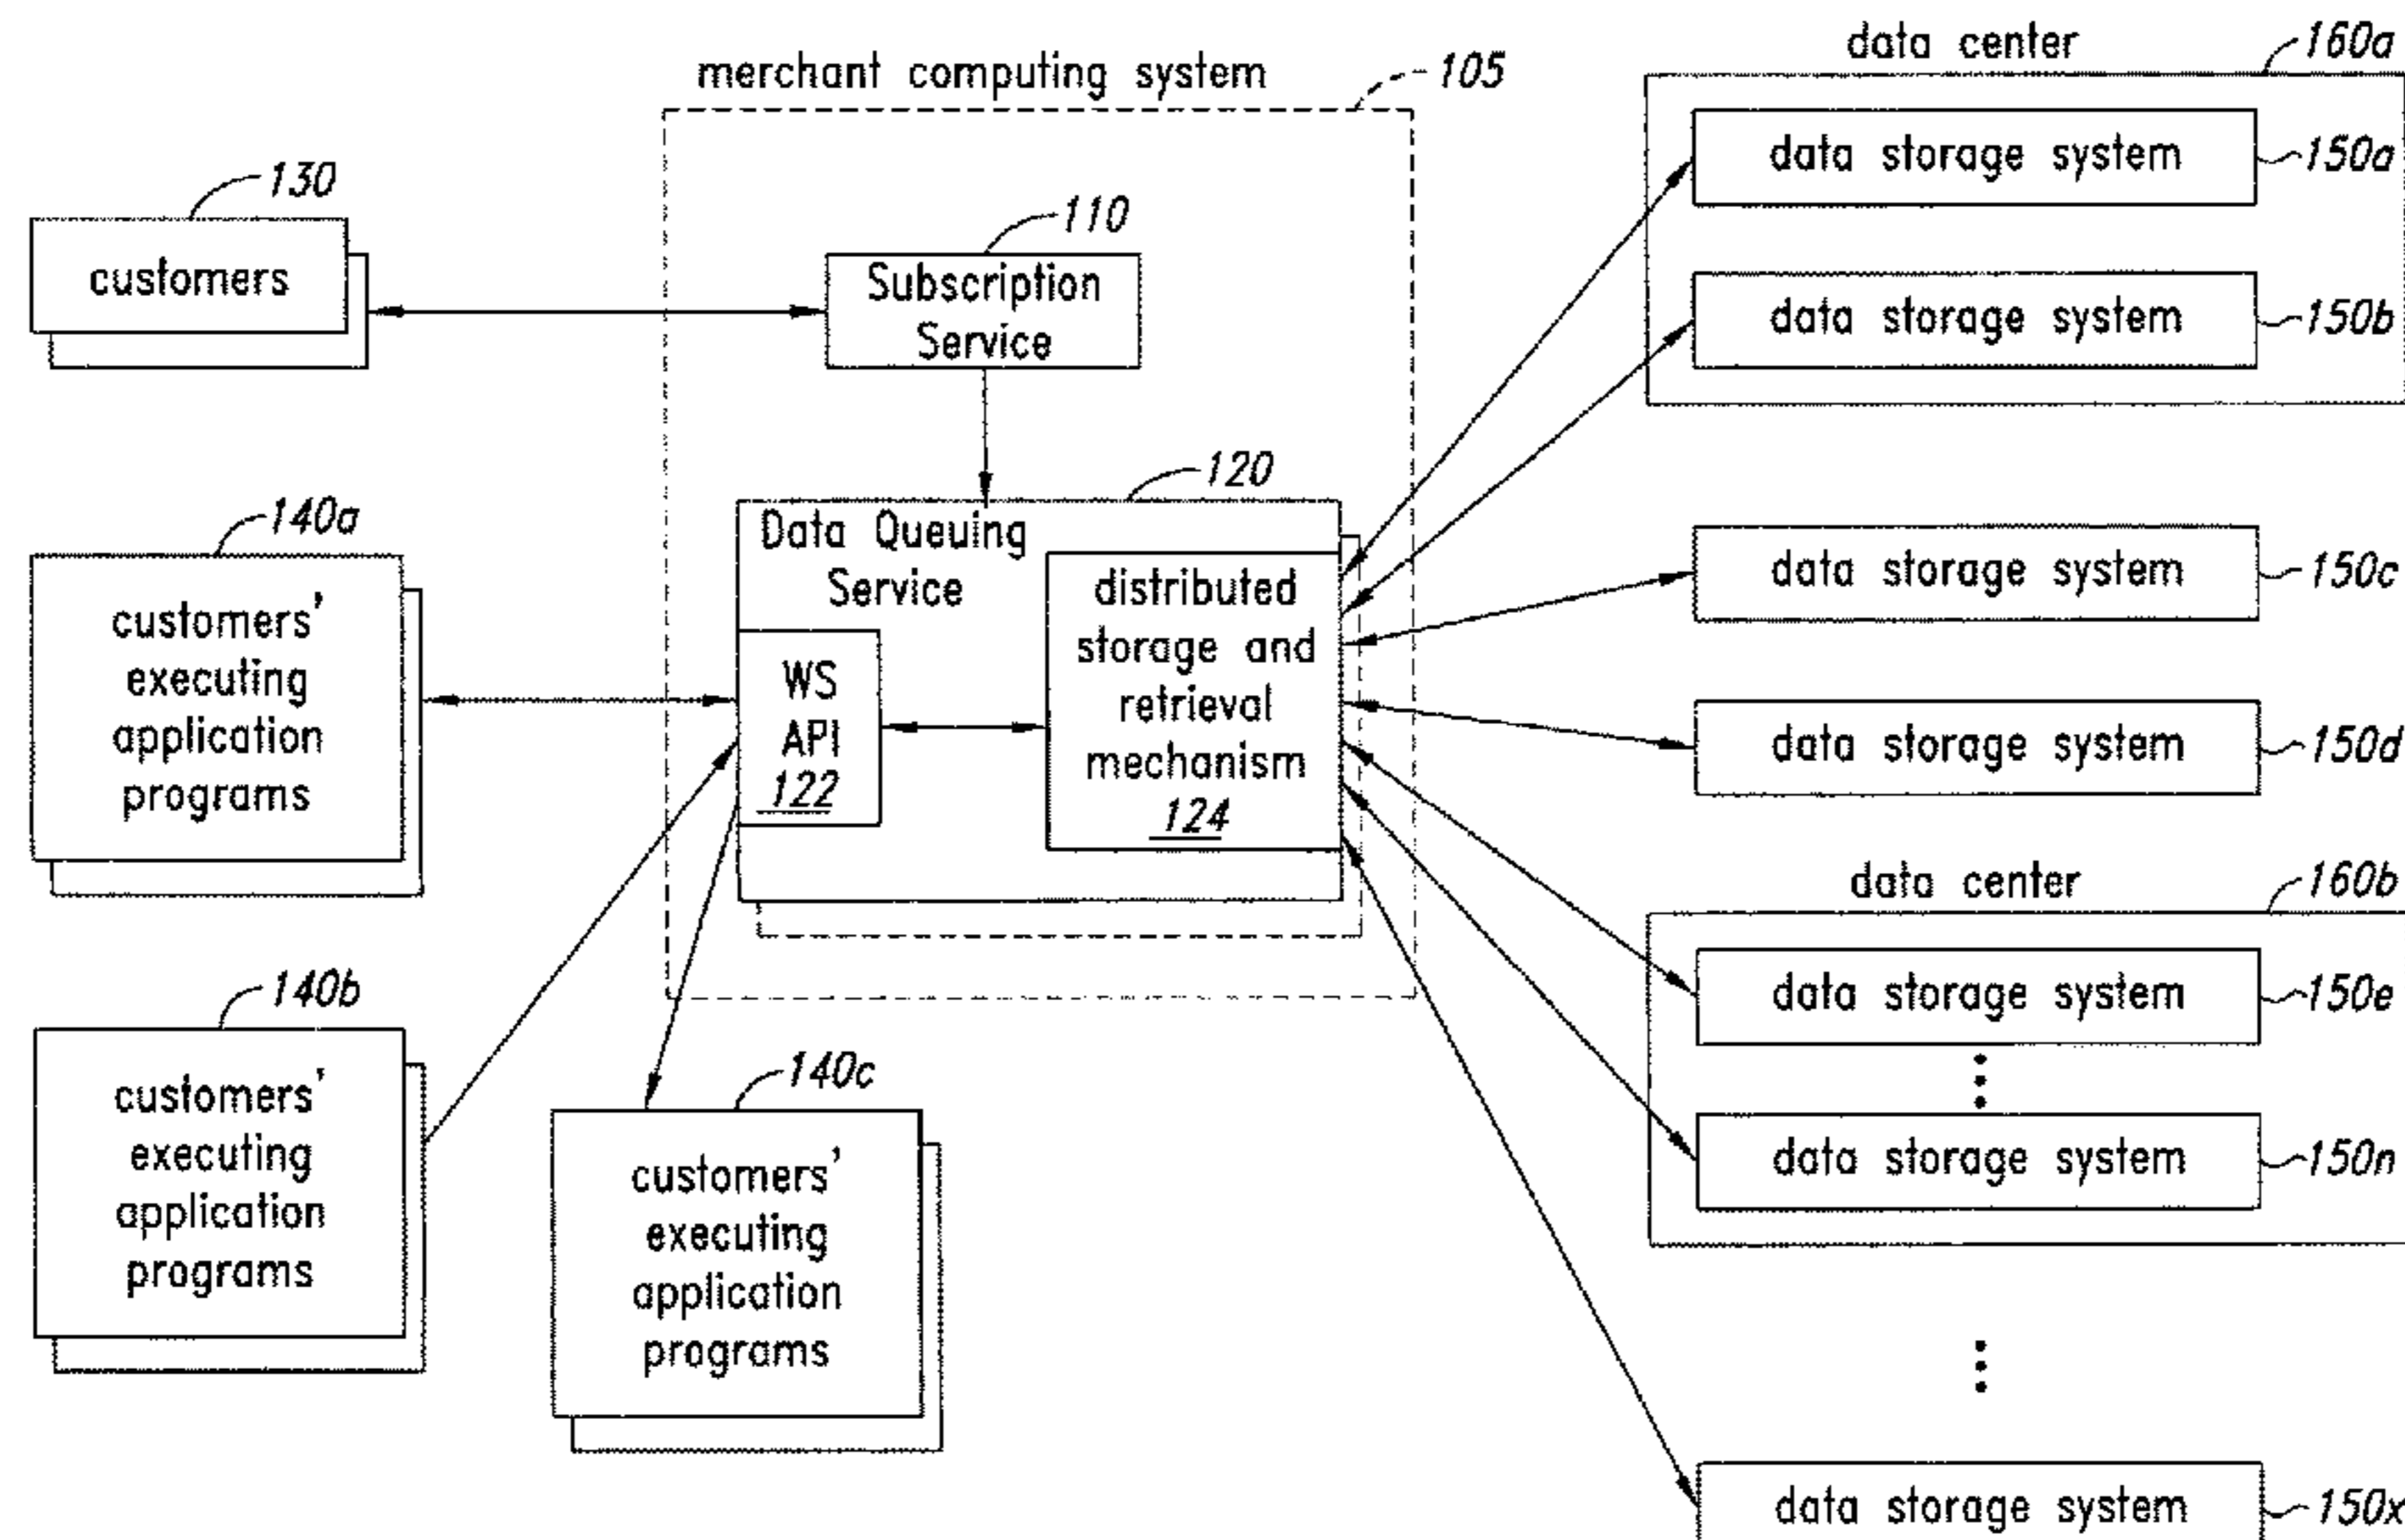 merchant computing system
105
data center
160a
data storage system
150a
data storage system
150b
130
customers
110
Subscription
Service
120
Data Queuing
Service
WS
API
122
distributed
storage and
retrieval
mechanism
124
140a
customers'
executing
application
programs
data storage system
150c
data storage system
150d
data center
160b
data storage system
150e
data storage system
150n
140b
customers'
executing
application
programs
140c
customers'
executing
application
programs
data storage system
150x